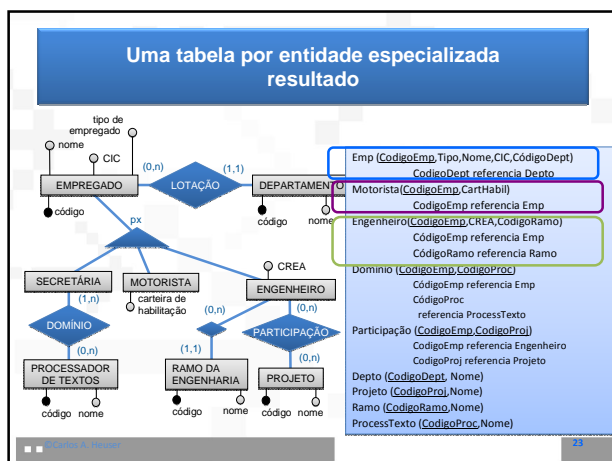 Uma tabela por entidade especializada
resultado
tipo de
empregado
nome
CIC
(0,n)
(1,1)
EMPREGADO
LOTAÇÃO
DEPARTAMENTO
código
código
nome
px
SECRETÁRIA
MOTORISTA
CREA
ENGENHEIRO
carteira de
habilitação
(1,n)
(0,n)
(0,n)
DOMÍNIO
PARTICIPAÇÃO
(0,n)
(1,1)
(0,n)
PROCESSADOR
DE TEXTOS
RAMO DA
ENGENHARIA
PROJETO
código
nome
código
nome
código
nome
Emp (CodigoEmp,Tipo,Nome,CIC,CódigoDept)
CodigoDept referencia Depto
Motorista(CodigoEmp,CartHabil)
CodigoEmp referencia Emp
Engenheiro(CodigoEmp,CREA,CodigoRamo)
CódigoEmp referencia Emp
CódigoRamo referencia Ramo
Domínio (CódigoEmp,CodigoProc)
CódigoEmp referencia Emp
CódigoProc
referencia ProcessTexto
Participação (CodigoEmp,CodigoProj)
CodigoEmp referencia Engenheiro
CódigoProj referencia Projeto
Depto (CodigoDept, Nome)
Projeto (CodigoProj,Nome)
Ramo (CodigoRamo,Nome)
ProcessTexto (CodigoProc,Nome)
©Carlos A. Heuser
23